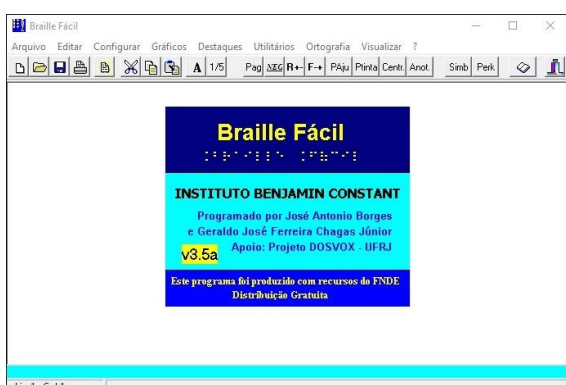 Braille Fácil
Arquivo Editar Configurar Gráficos Destaques Utilitários Ortografia Visualizar ?
A 1/5 Pag NEG R+- F-+ PAju Ptinta Centr. Anot. Simb Perk
Braille Fácil
⠨⠃⠗⠁⠊⠇⠇⠑ ⠨⠋⠷⠉⠊⠇
INSTITUTO BENJAMIN CONSTANT
Programado por José Antonio Borges
e Geraldo José Ferreira Chagas Júnior
Apoio: Projeto DOSVOX - UFRJ
v3.5a
Este programa foi produzido com recursos do FNDE
Distribuição Gratuita